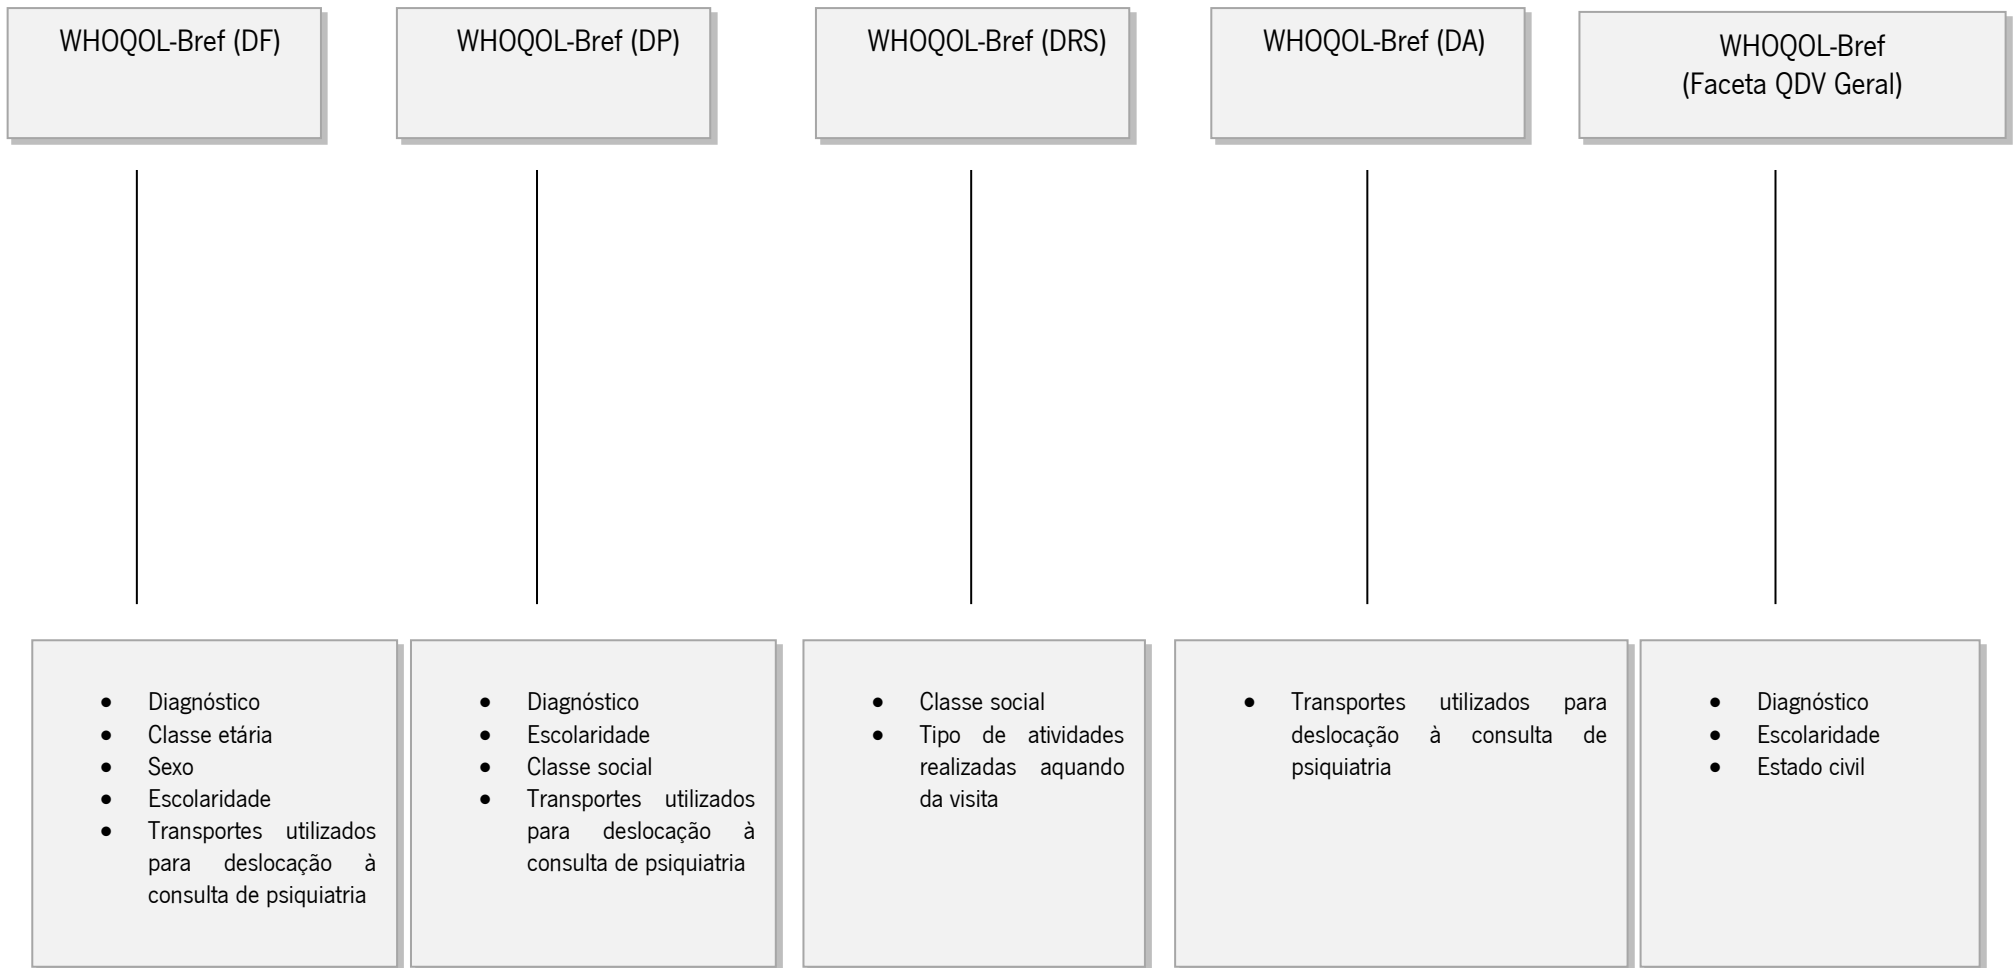 WHOQOL-Bref (DF)
WHOQOL-Bref (DP)
WHOQOL-Bref (DRS)
WHOQOL-Bref (DA)
WHOQOL-Bref
(Faceta QDV Geral)
• Diagnóstico
• Classe etária
• Sexo
• Escolaridade
• Transportes utilizados
para deslocação à
consulta de psiquiatria
• Diagnóstico
• Escolaridade
• Classe social
• Transportes utilizados
para deslocação à
consulta de psiquiatria
• Classe social
• Tipo de atividades
realizadas aquando
da visita
• Transportes utilizados para
deslocação à consulta de
psiquiatria
• Diagnóstico
• Escolaridade
• Estado civil